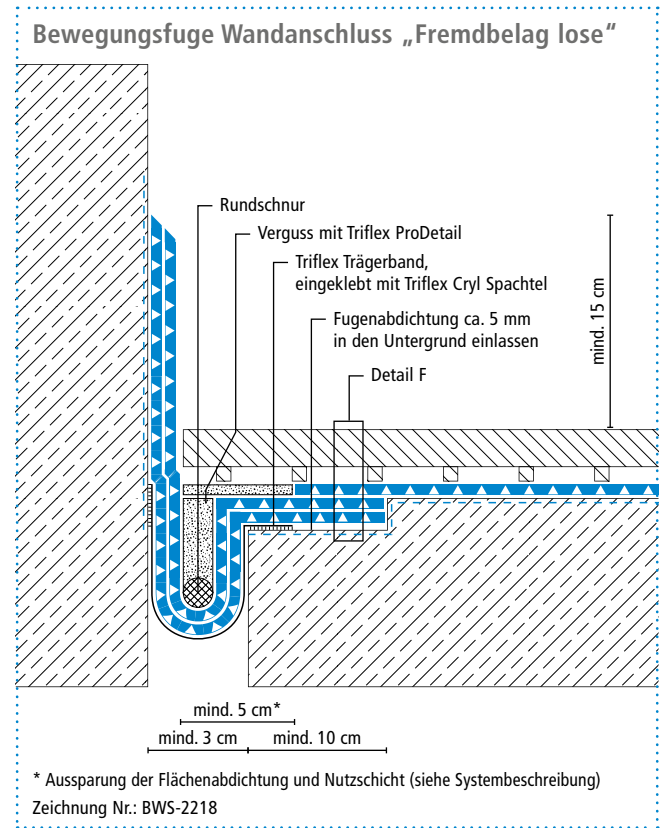 Bewegungsfuge Wandanschluss „Fremdbelag lose“
Rundschnur
Verguss mit Triflex ProDetail
Triflex Trägerband,
eingeklebt mit Triflex Cryl Spachtel
Fugenabdichtung ca. 5 mm
in den Untergrund einlassen
Detail F
mind. 15 cm
mind. 5 cm*
mind. 3 cm
mind. 10 cm
* Aussparung der Flächenabdichtung und Nutzschicht (siehe Systembeschreibung)
Zeichnung Nr.: BWS-2218